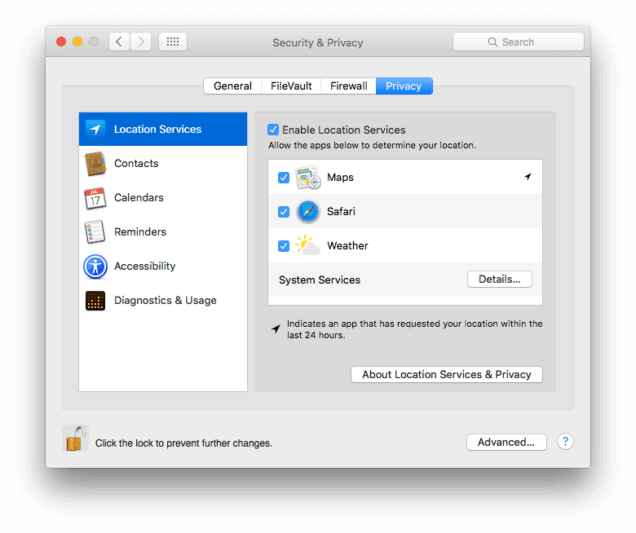 Security & Privacy
Search
General
FileVault
Firewall
Privacy
Location Services
Contacts
JUL
17
Calendars
Reminders
Accessibility
Diagnostics & Usage
Enable Location Services
Allow the apps below to determine your location.
Maps
Safari
Weather
System Services
Details...
Indicates an app that has requested your location within the
last 24 hours.
About Location Services & Privacy
Click the lock to prevent further changes.
Advanced...
?